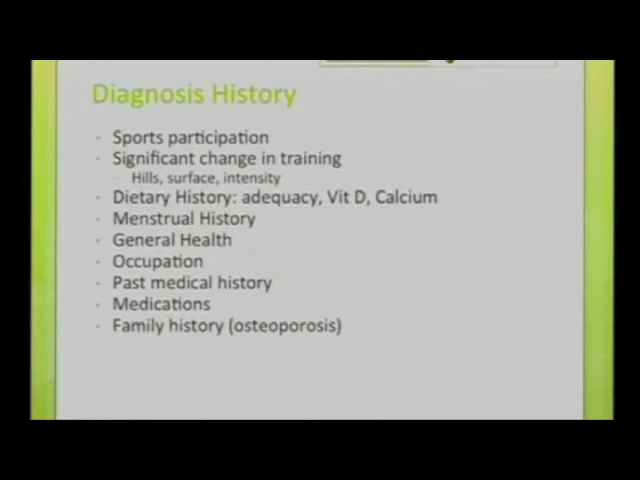 Diagnosis History
- Sports participation
- Significant change in training
- Hills, surface, intensity
- Dietary History: adequacy, Vit D, Calcium
- Menstrual History
- General Health
- Occupation
- Past medical history
- Medications
- Family history (osteoporosis)